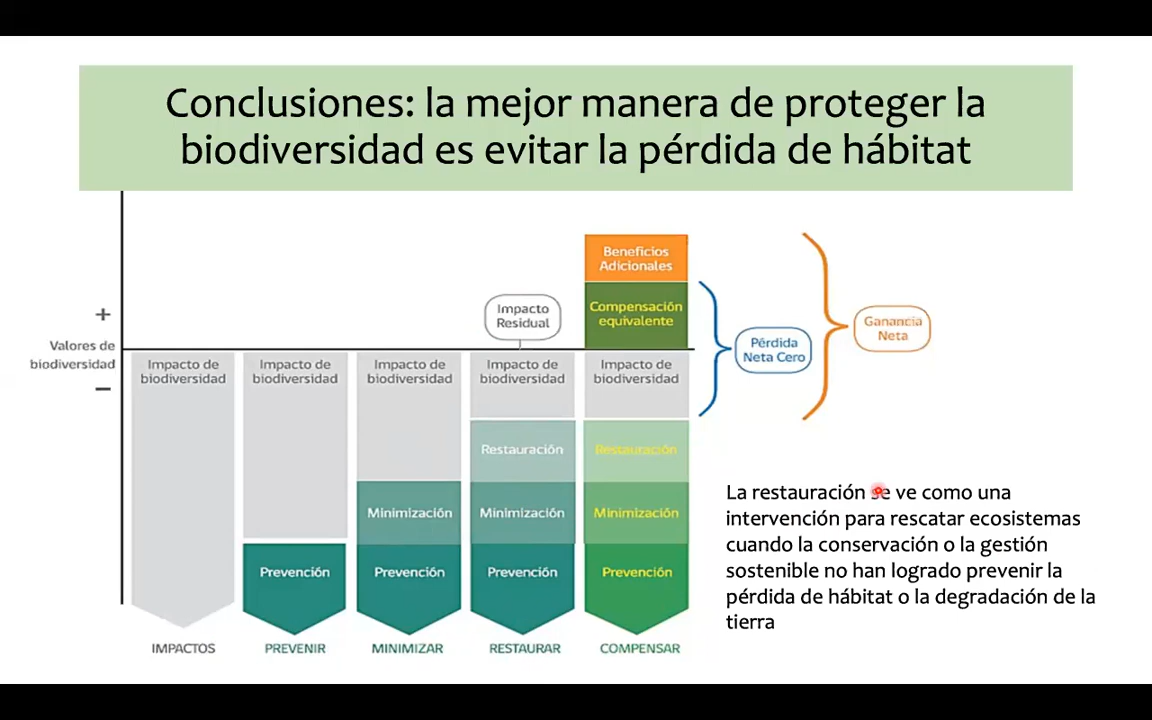 Conclusiones: la mejor manera de proteger la
biodiversidad es evitar la pérdida de hábitat
Beneficios
Adicionales
Compensación
equivalente
Impacto
Residual
Pérdida
Neta Cero
Ganancia
Neta
+
Valores de
biodiversidad
−
Impacto de
biodiversidad
Impacto de
biodiversidad
Impacto de
biodiversidad
Impacto de
biodiversidad
Impacto de
biodiversidad
Restauración
Restauración
Minimización
Minimización
Minimización
Prevención
Prevención
Prevención
Prevención
IMPACTOS
PREVENIR
MINIMIZAR
RESTAURAR
COMPENSAR
La restauración se ve como una
intervención para rescatar ecosistemas
cuando la conservación o la gestión
sostenible no han logrado prevenir la
pérdida de hábitat o la degradación de la
tierra